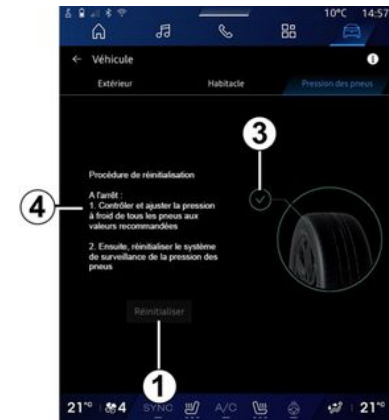 10°C 14:57
Véhicule
Extérieur Habitacle Pression des pneus
3
Procédure de réinitialisation
4
A l'arrêt :
1. Contrôler et ajuster la pression
à froid de tous les pneus aux
valeurs recommandées
2. Ensuite, réinitialiser le système
de surveillance de la pression des
pneus
Réinitialiser
1
21°C 4 SYNC A/C 21°C